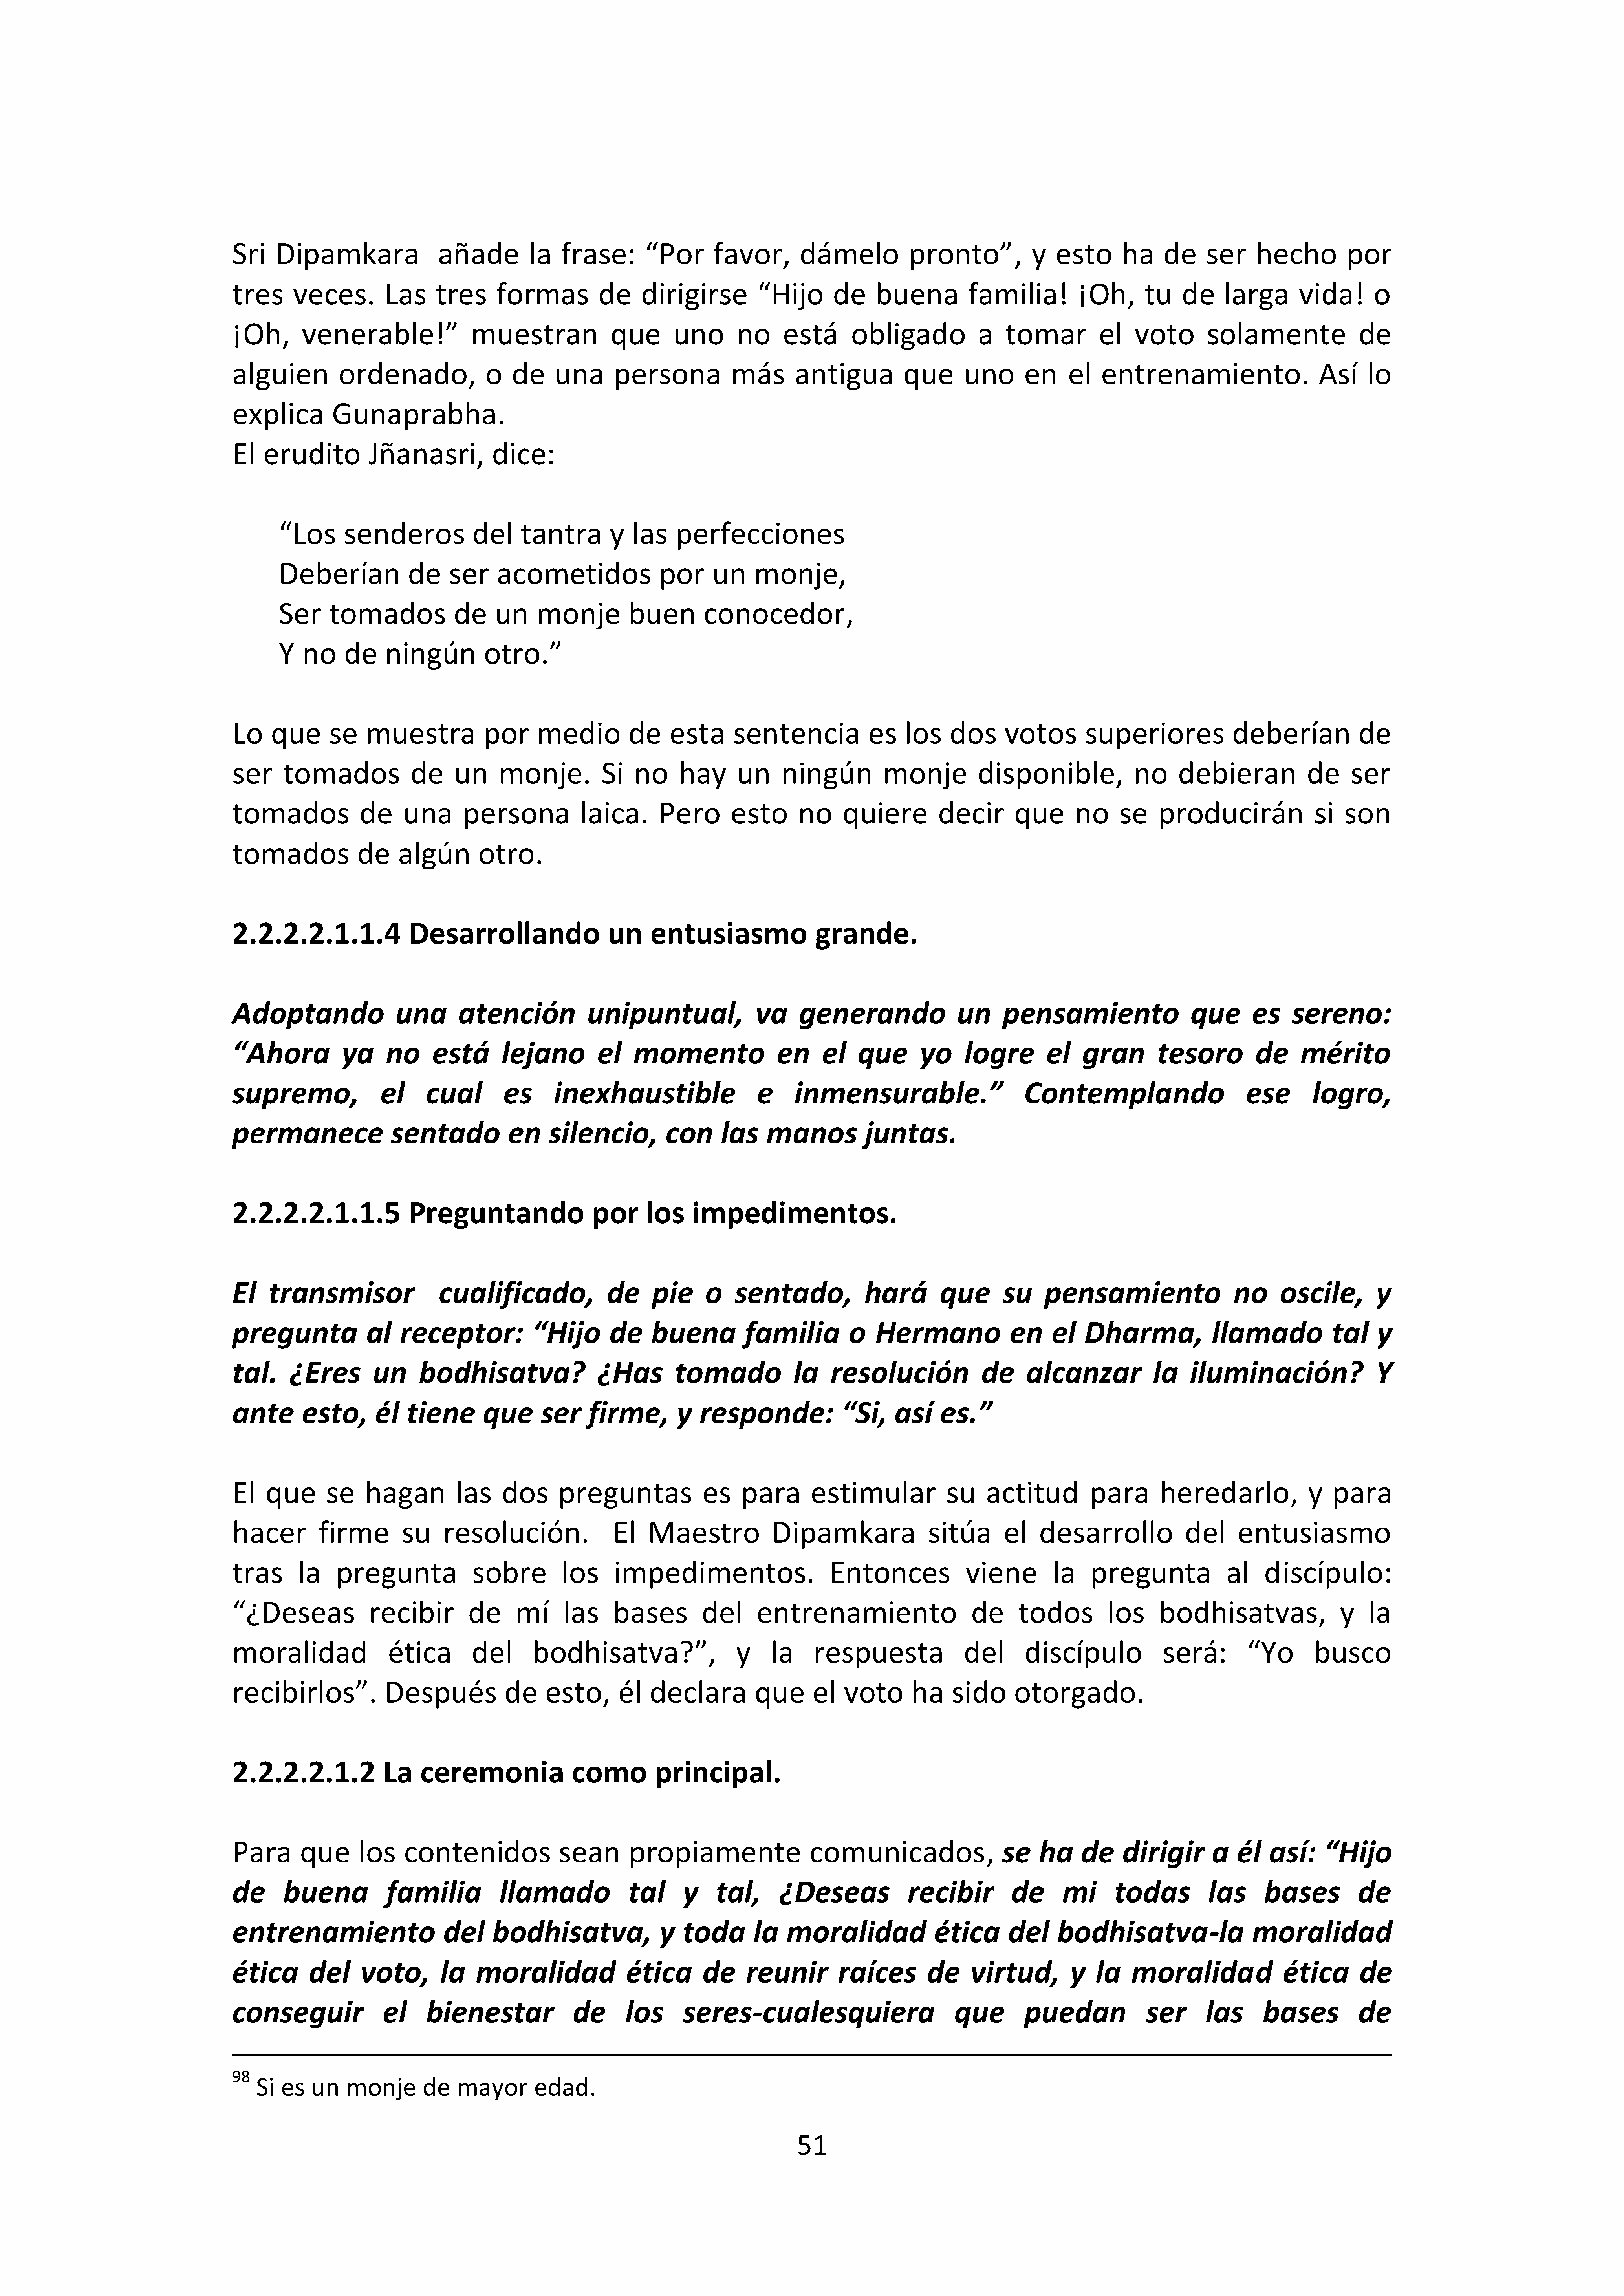 Sri Dipamkara  añade la frase: “Por favor, dámelo pronto”, y esto ha de ser hecho por
tres veces. Las tres formas de dirigirse “Hijo de buena familia! ¡Oh, tu de larga vida! o
¡Oh, venerable!” muestran que uno no está obligado a tomar el voto solamente de
alguien ordenado, o de una persona más antigua que uno en el entrenamiento. Así lo
explica Gunaprabha.
El erudito Jñanasri, dice:
“Los senderos del tantra y las perfecciones
Deberían de ser acometidos por un monje,
Ser tomados de un monje buen conocedor,
Y no de ningún otro.”
Lo que se muestra por medio de esta sentencia es los dos votos superiores deberían de
ser tomados de un monje. Si no hay un ningún monje disponible, no debieran de ser
tomados de una persona laica. Pero esto no quiere decir que no se producirán si son
tomados de algún otro.
2.2.2.2.1.1.4 Desarrollando un entusiasmo grande.
Adoptando una atención unipuntual, va generando un pensamiento que es sereno:
“Ahora ya no está lejano el momento en el que yo logre el gran tesoro de mérito
supremo, el cual es inexhaustible e inmensurable.” Contemplando ese logro,
permanece sentado en silencio, con las manos juntas.
2.2.2.2.1.1.5 Preguntando por los impedimentos.
El transmisor  cualificado, de pie o sentado, hará que su pensamiento no oscile, y
pregunta al receptor: “Hijo de buena familia o Hermano en el Dharma, llamado tal y
tal. ¿Eres un bodhisatva? ¿Has tomado la resolución de alcanzar la iluminación? Y
ante esto, él tiene que ser firme, y responde: “Si, así es.”
El que se hagan las dos preguntas es para estimular su actitud para heredarlo, y para
hacer firme su resolución.  El Maestro Dipamkara sitúa el desarrollo del entusiasmo
tras la pregunta sobre los impedimentos. Entonces viene la pregunta al discípulo:
“¿Deseas recibir de mí las bases del entrenamiento de todos los bodhisatvas, y la
moralidad ética del bodhisatva?”, y la respuesta del discípulo será: “Yo busco
recibirlos”. Después de esto, él declara que el voto ha sido otorgado.
2.2.2.2.1.2 La ceremonia como principal.
Para que los contenidos sean propiamente comunicados, se ha de dirigir a él así: “Hijo
de buena familia llamado tal y tal, ¿Deseas recibir de mi todas las bases de
entrenamiento del bodhisatva, y toda la moralidad ética del bodhisatva-la moralidad
ética del voto, la moralidad ética de reunir raíces de virtud, y la moralidad ética de
conseguir el bienestar de los seres-cualesquiera que puedan ser las bases de
98 Si es un monje de mayor edad.
51